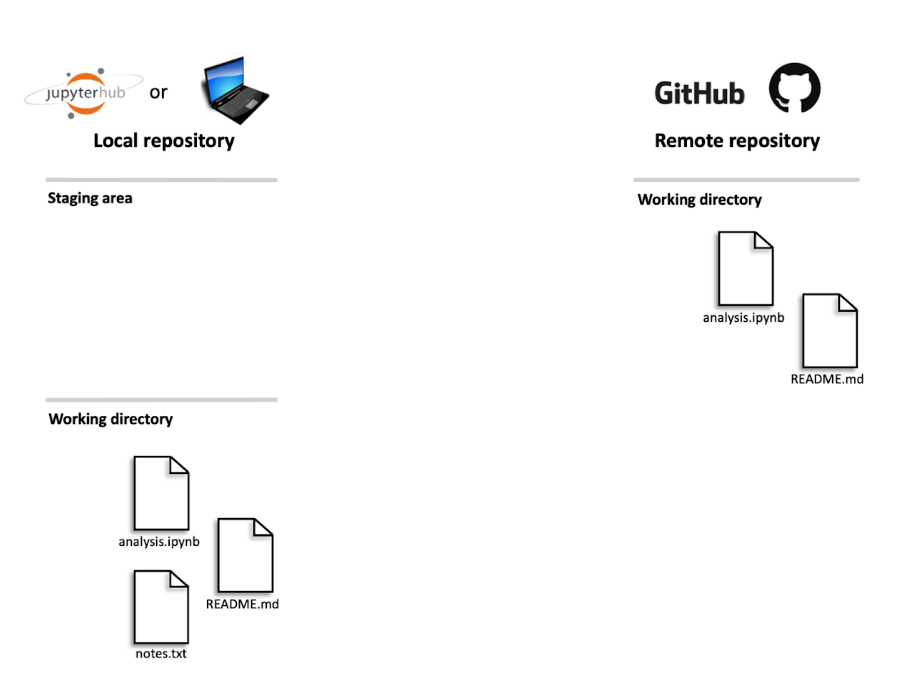 jupyterhub or
Local repository
Staging area
Working directory
analysis.ipynb
README.md
notes.txt
GitHub
Remote repository
Working directory
analysis.ipynb
README.md